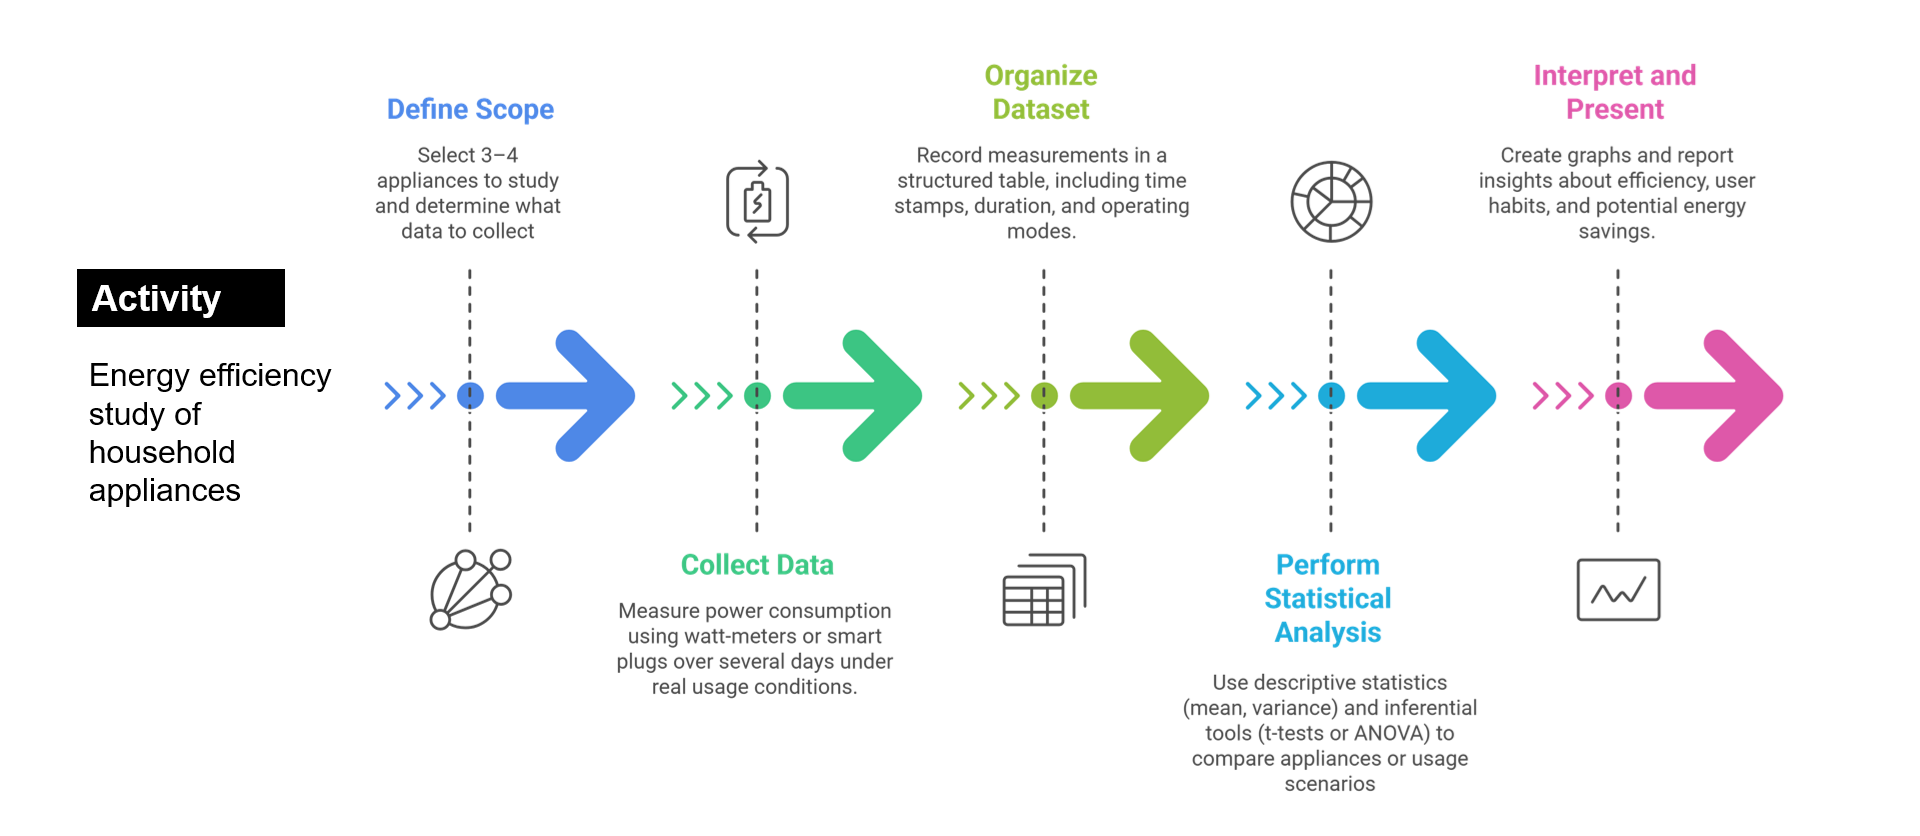 Activity
Energy efficiency
study of
household
appliances
Define Scope
Select 3–4
appliances to study
and determine what
data to collect
Collect Data
Measure power consumption
using watt-meters or smart
plugs over several days under
real usage conditions.
Organize
Dataset
Record measurements in a
structured table, including time
stamps, duration, and operating
modes.
Perform
Statistical
Analysis
Use descriptive statistics
(mean, variance) and inferential
tools (t-tests or ANOVA) to
compare appliances or usage
scenarios
Interpret and
Present
Create graphs and report
insights about efficiency, user
habits, and potential energy
savings.